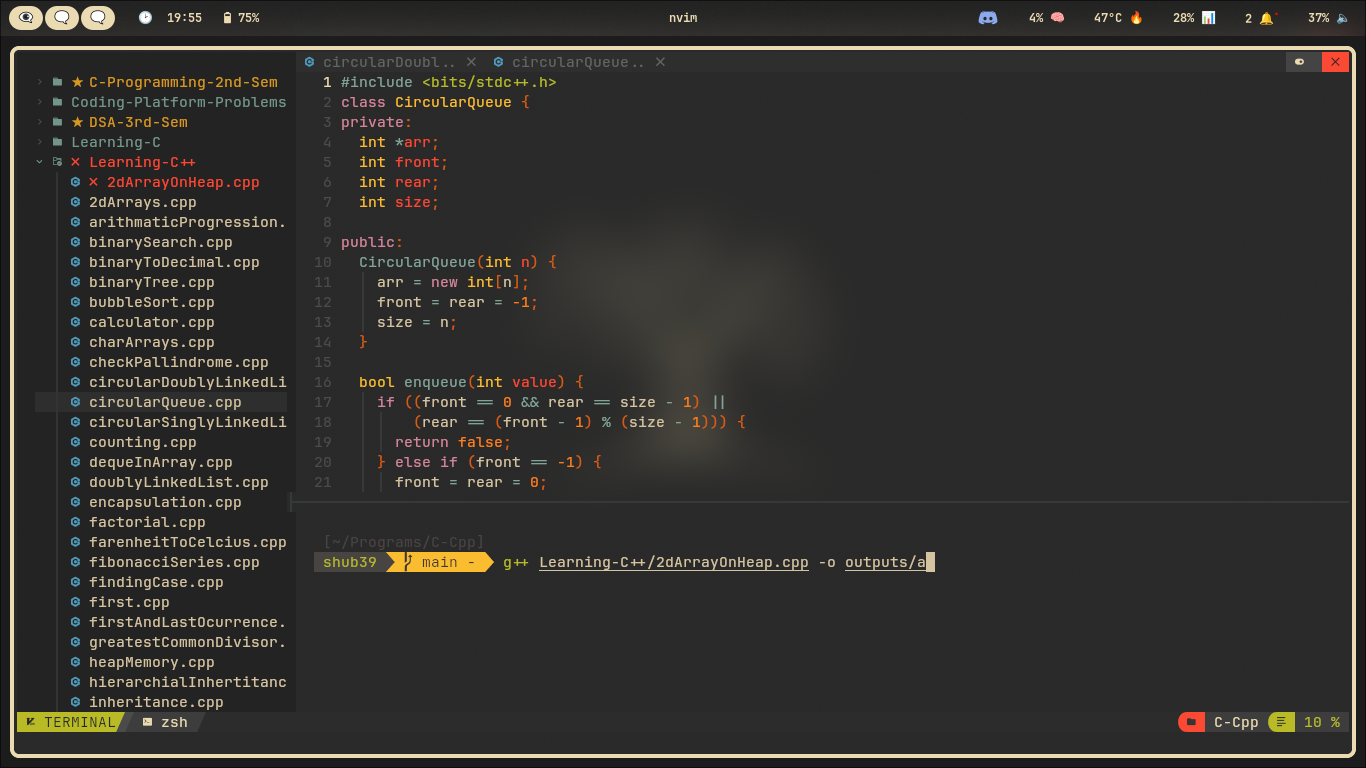 19:55 75% nvim 4% 47°C 28% 2 37%
circularDoubl.. circularQueue..
C-Programming-2nd-Sem
Coding-Platform-Problems
DSA-3rd-Sem
Learning-C
Learning-C++
2dArrayOnHeap.cpp
2dArrays.cpp
arithmaticProgression.
binarySearch.cpp
binaryToDecimal.cpp
binaryTree.cpp
bubbleSort.cpp
calculator.cpp
charArrays.cpp
checkPallindrome.cpp
circularDoublyLinkedLi
circularQueue.cpp
circularSinglyLinkedLi
counting.cpp
dequeInArray.cpp
doublyLinkedList.cpp
encapsulation.cpp
factorial.cpp
farenheitToCelcius.cpp
fibonacciSeries.cpp
findingCase.cpp
first.cpp
firstAndLastOcurrence.
greatestCommonDivisor.
heapMemory.cpp
hierarchialInhertitanc
inheritance.cpp
1 #include <bits/stdc++.h>
2 class CircularQueue {
3 private:
4 int *arr;
5 int front;
6 int rear;
7 int size;
8
9 public:
10 CircularQueue(int n) {
11 arr = new int[n];
12 front = rear = -1;
13 size = n;
14 }
15
16 bool enqueue(int value) {
17 if ((front == 0 && rear == size - 1) ||
18 (rear == (front - 1) % (size - 1))) {
19 return false;
20 } else if (front == -1) {
21 front = rear = 0;
[~/Programs/C-Cpp]
shub39 main - g++ Learning-C++/2dArrayOnHeap.cpp -o outputs/a
TERMINAL zsh C-Cpp 10 %